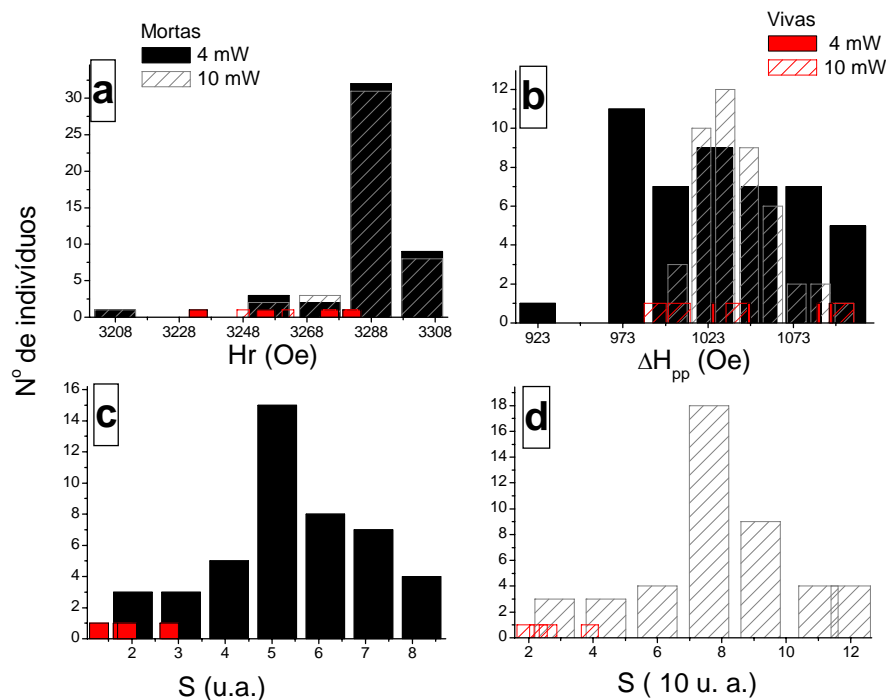 Mortas
4 mW
10 mW
Vivas
4 mW
10 mW
Nº de indivíduos
a
30
25
20
15
10
5
0
3208 3228 3248 3268 3288 3308
Hr (Oe)
b
12
10
8
6
4
2
0
923 973 1023 1073
ΔHpp (Oe)
c
16
14
12
10
8
6
4
2
0
2 3 4 5 6 7 8
S (u.a.)
d
18
16
14
12
10
8
6
4
2
0
2 4 6 8 10 12
S ( 10 u. a.)